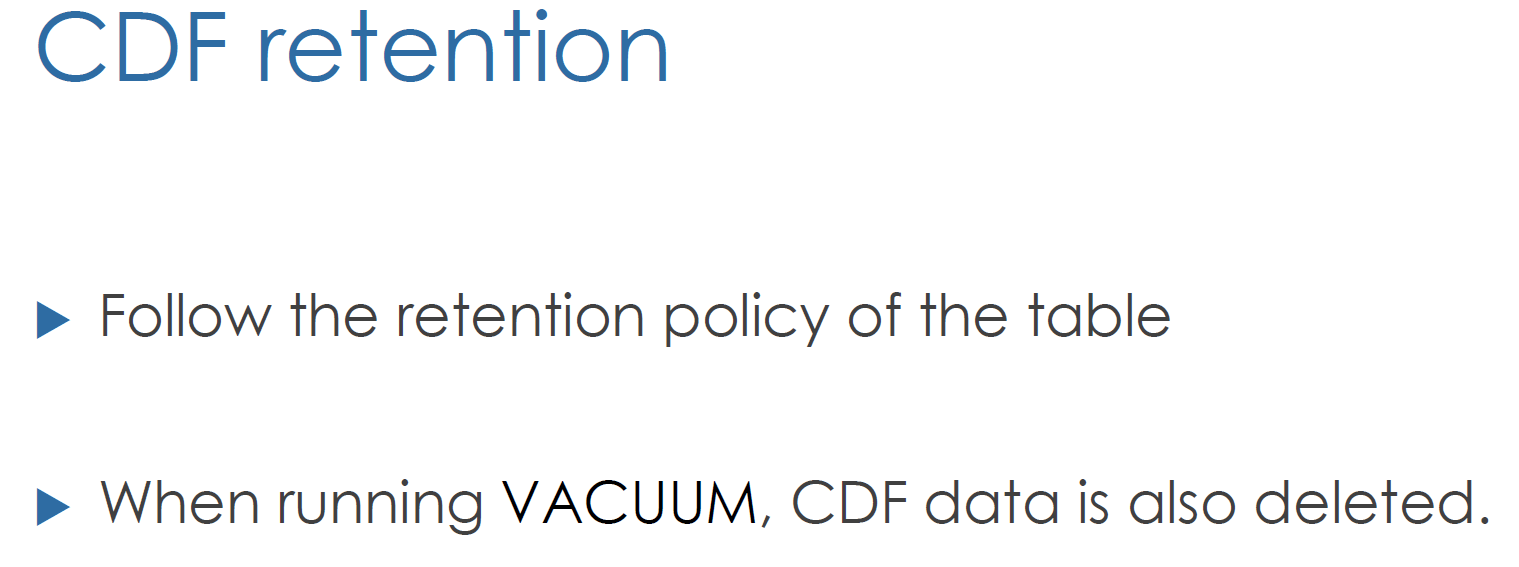 CDF retention
Follow the retention policy of the table
When running VACUUM, CDF data is also deleted.